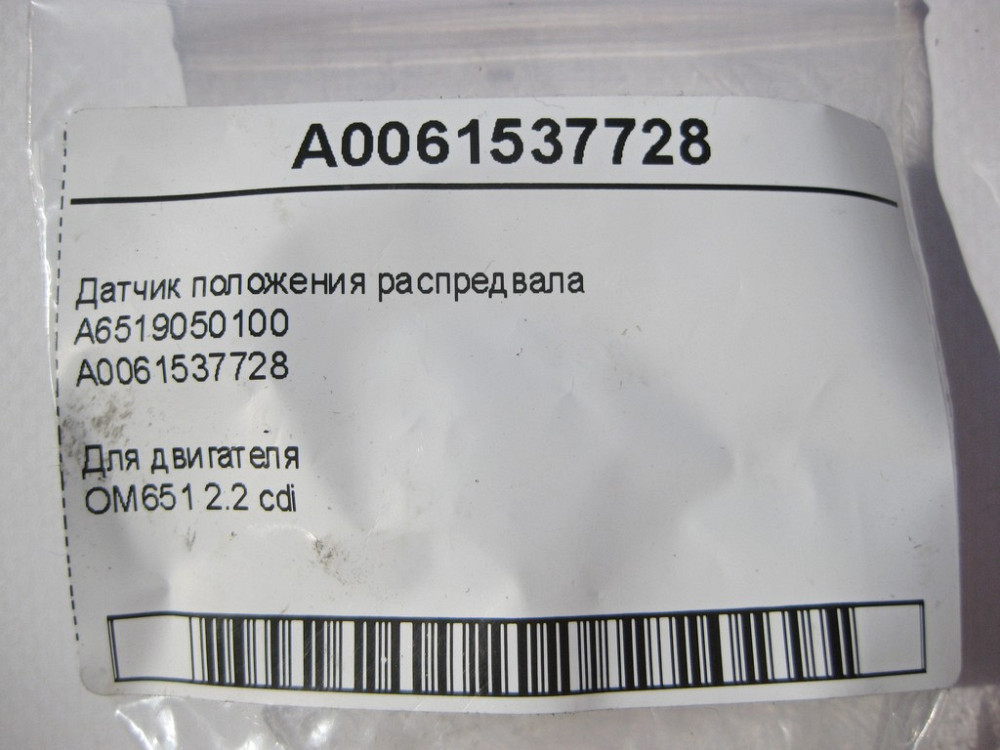 A0061537728
Датчик положения распредвала
A6519050100
A0061537728
Для двигателя
OM651 2.2 cdi